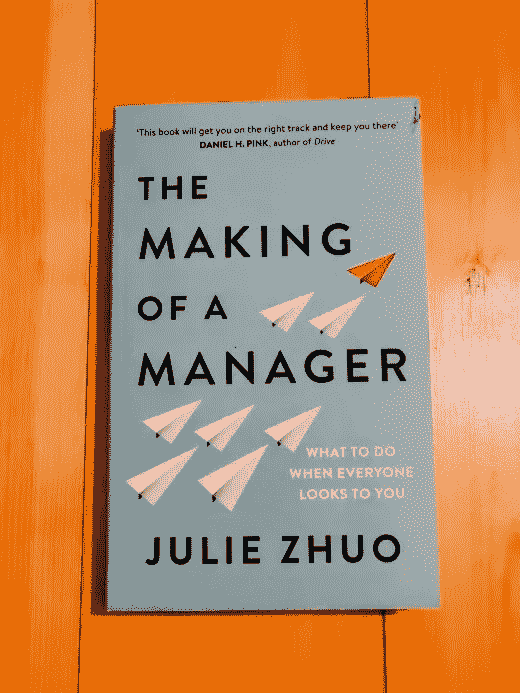 'This book will get you on the right track and keep you there'
DANIEL H. PINK, author of Drive
THE
MAKING
OF A
MANAGER
WHAT TO DO
WHEN EVERYONE
LOOKS TO YOU
JULIE ZHUO